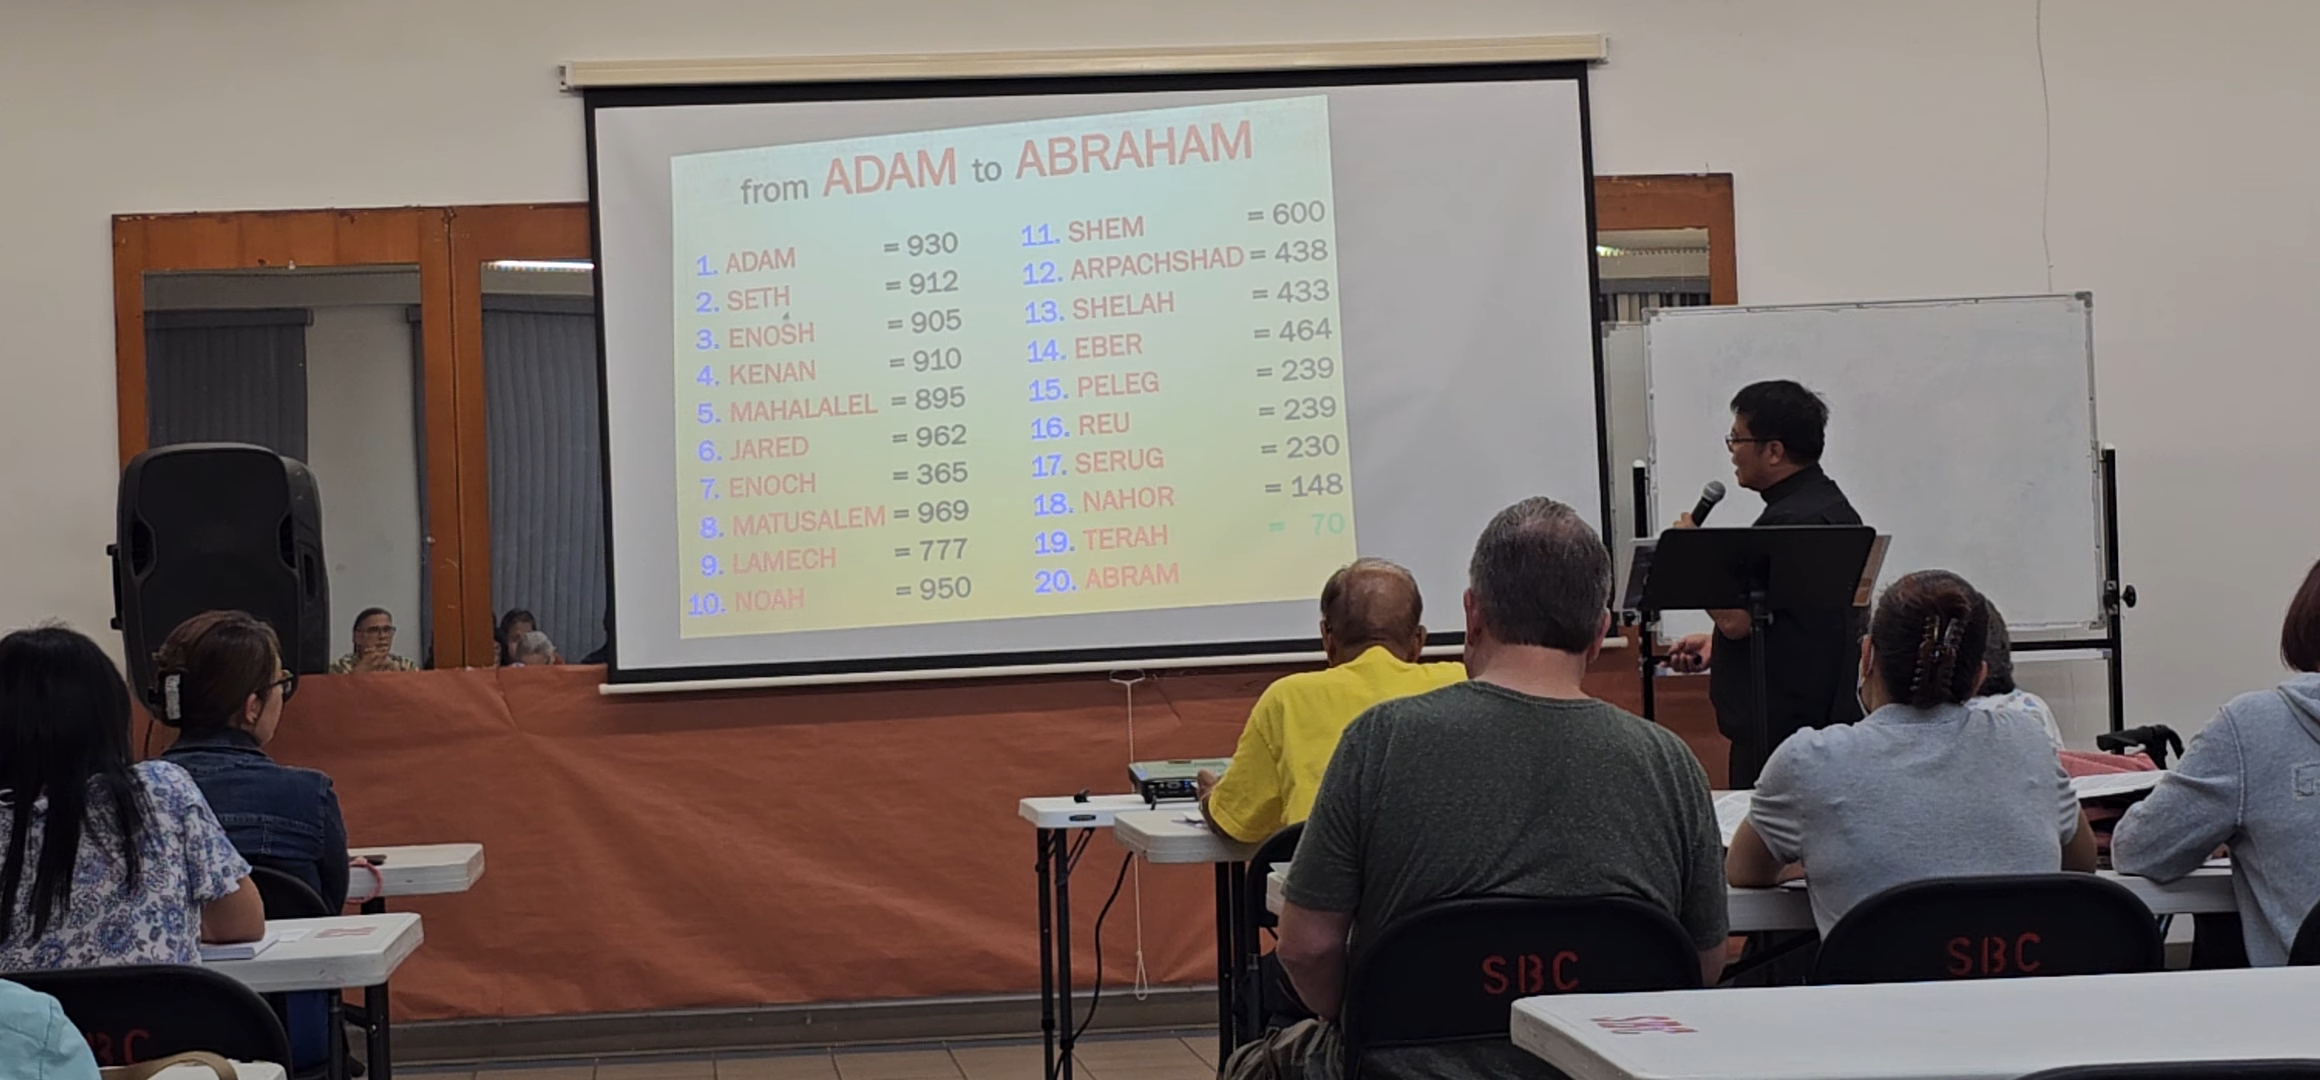 from ADAM to ABRAHAM
1. ADAM = 930
2. SETH = 912
3. ENOSH = 905
4. KENAN = 910
5. MAHALALEL = 895
6. JARED = 962
7. ENOCH = 365
8. MATUSALEM = 969
9. LAMECH = 777
10. NOAH = 950
11. SHEM = 600
12. ARPACHSHAD = 438
13. SHELAH = 433
14. EBER = 464
15. PELEG = 239
16. REU = 239
17. SERUG = 230
18. NAHOR = 148
19. TERAH = 70
20. ABRAM
SBC
SBC
SBC